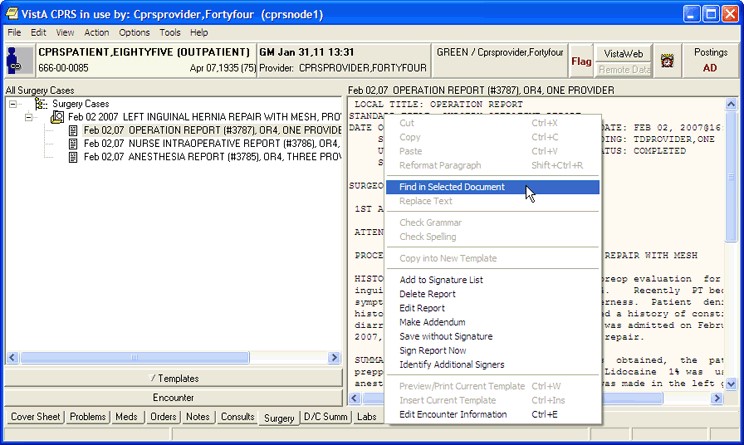 VistA CPRS in use by: Cprsprovider,Fortyfour (cprsnode1)
File Edit View Action Options Tools Help
CPRSPATIENT,EIGHTYFIVE (OUTPATIENT) GM Jan 31,11 13:31 GREEN / Cprsprovider,Fortyfour Flag VistaWeb Postings
666-00-0085 Apr 07,1935 (75) Provider: CPRSPROVIDER,FORTYFOUR Remote Data AD
All Surgery Cases
Surgery Cases
Feb 02 2007 LEFT INGUINAL HERNIA REPAIR WITH MESH, PRO
Feb 02,07 OPERATION REPORT (#3787), OR4, ONE PROVIDE
Feb 02,07 NURSE INTRAOPERATIVE REPORT (#3786), OR4,
Feb 02,07 ANESTHESIA REPORT (#3785), OR4, THREE PROV
/ Templates
Encounter
Feb 02,07 OPERATION REPORT (#3787), OR4, ONE PROVIDER
LOCAL TITLE: OPERATION REPORT
DATE O DATE: FEB 02, 2007@16
DING: TDPROVIDER,ONE
TUS: COMPLETED
SURGEO
1ST A
ATTEN
PROCE REPAIR WITH MESH
HISTO reop evaluation for
ingui Recently PT bec
sympt erness. Patient deni
histo d a history of const
diarr was admitted on Febru
2007, repair.
SUMMA obtained, the pat
prepp Lidocaine 1% was us
anest was made in the left g
Cut Ctrl+X
Copy Ctrl+C
Paste Ctrl+V
Reformat Paragraph Shift+Ctrl+R
Find in Selected Document
Replace Text
Check Grammar
Check Spelling
Copy into New Template
Add to Signature List
Delete Report
Edit Report
Make Addendum
Save without Signature
Sign Report Now
Identify Additional Signers
Preview/Print Current Template Ctrl+W
Insert Current Template Ctrl+Ins
Edit Encounter Information Ctrl+E
Cover Sheet Problems Meds Orders Notes Consults Surgery D/C Summ Labs